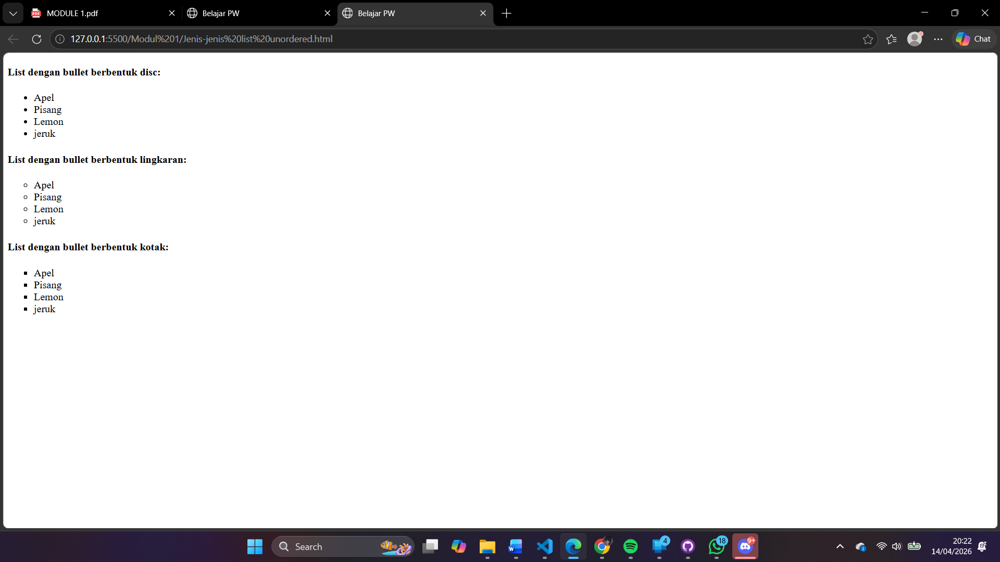 MODULE 1.pdf
Belajar PW
Belajar PW
127.0.0.1:5500/Modul%201/Jenis-jenis%20list%20unordered.html
Chat
List dengan bullet berbentuk disc:
Apel
Pisang
Lemon
jeruk
List dengan bullet berbentuk lingkaran:
Apel
Pisang
Lemon
jeruk
List dengan bullet berbentuk kotak:
Apel
Pisang
Lemon
jeruk
Search
4
18
9+
20:22
14/04/2026